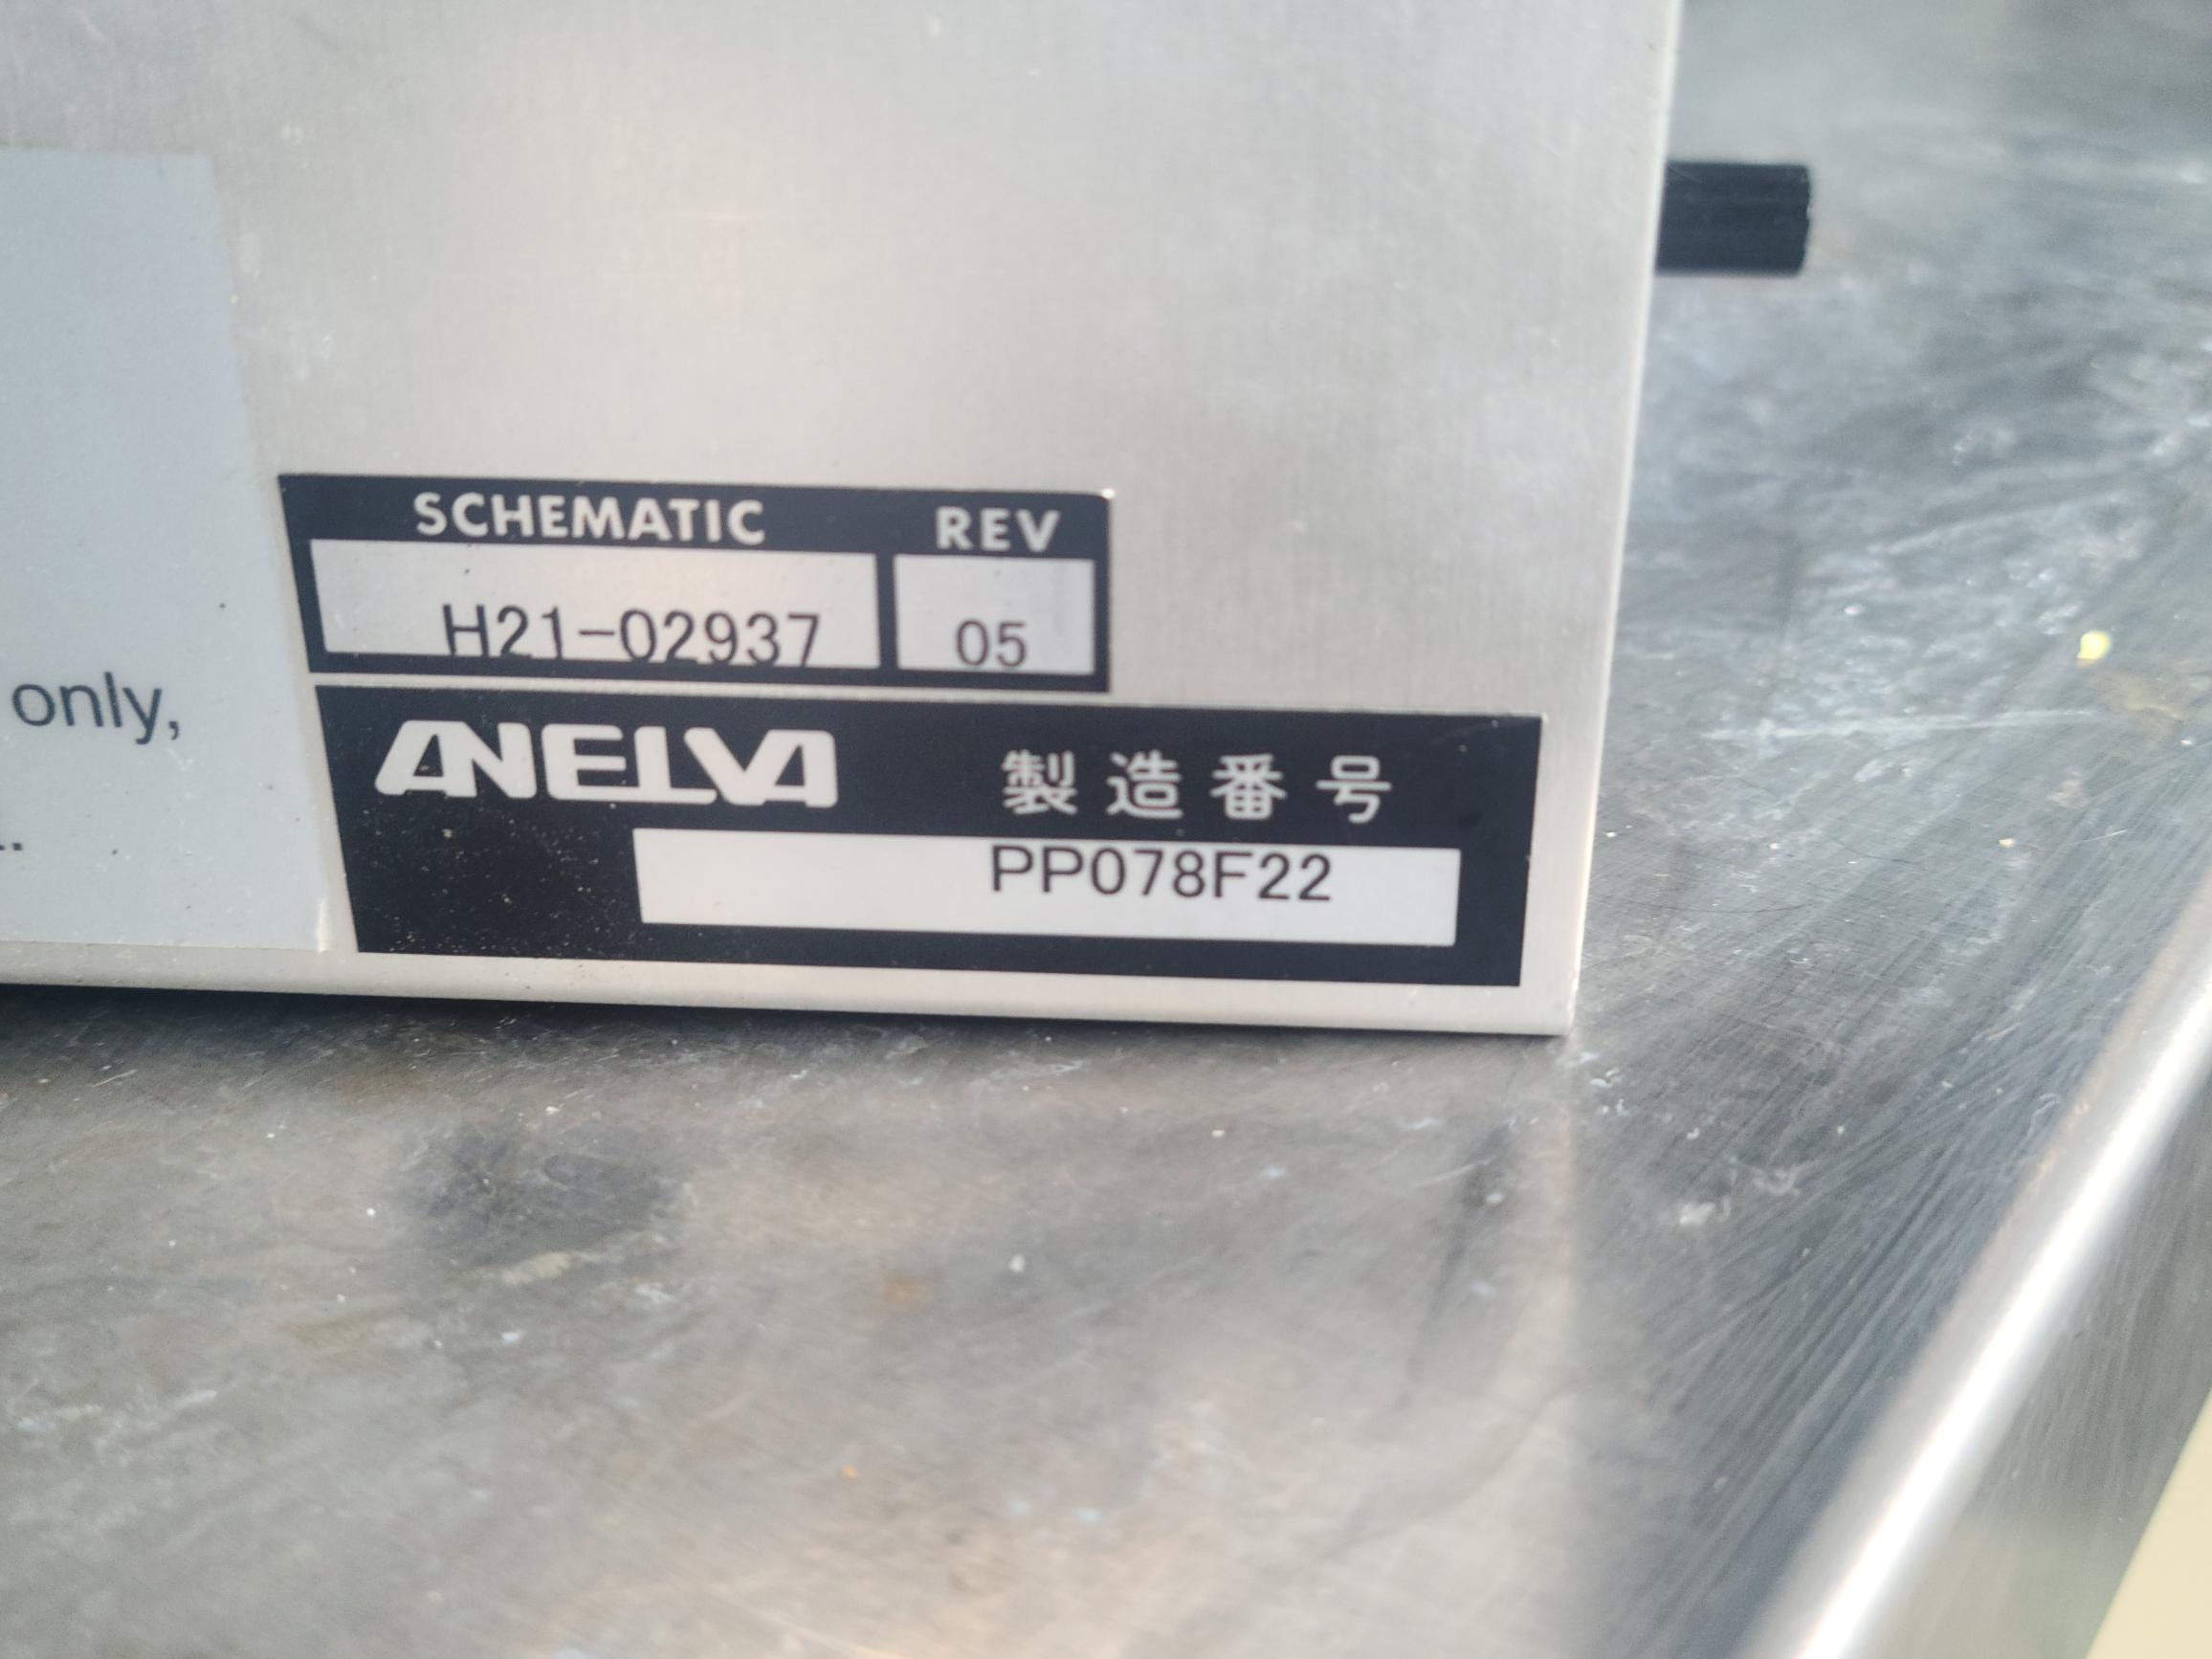 SCHEMATIC REV
H21-02937 05
only,
ANELVA 製造番号
PP078F22